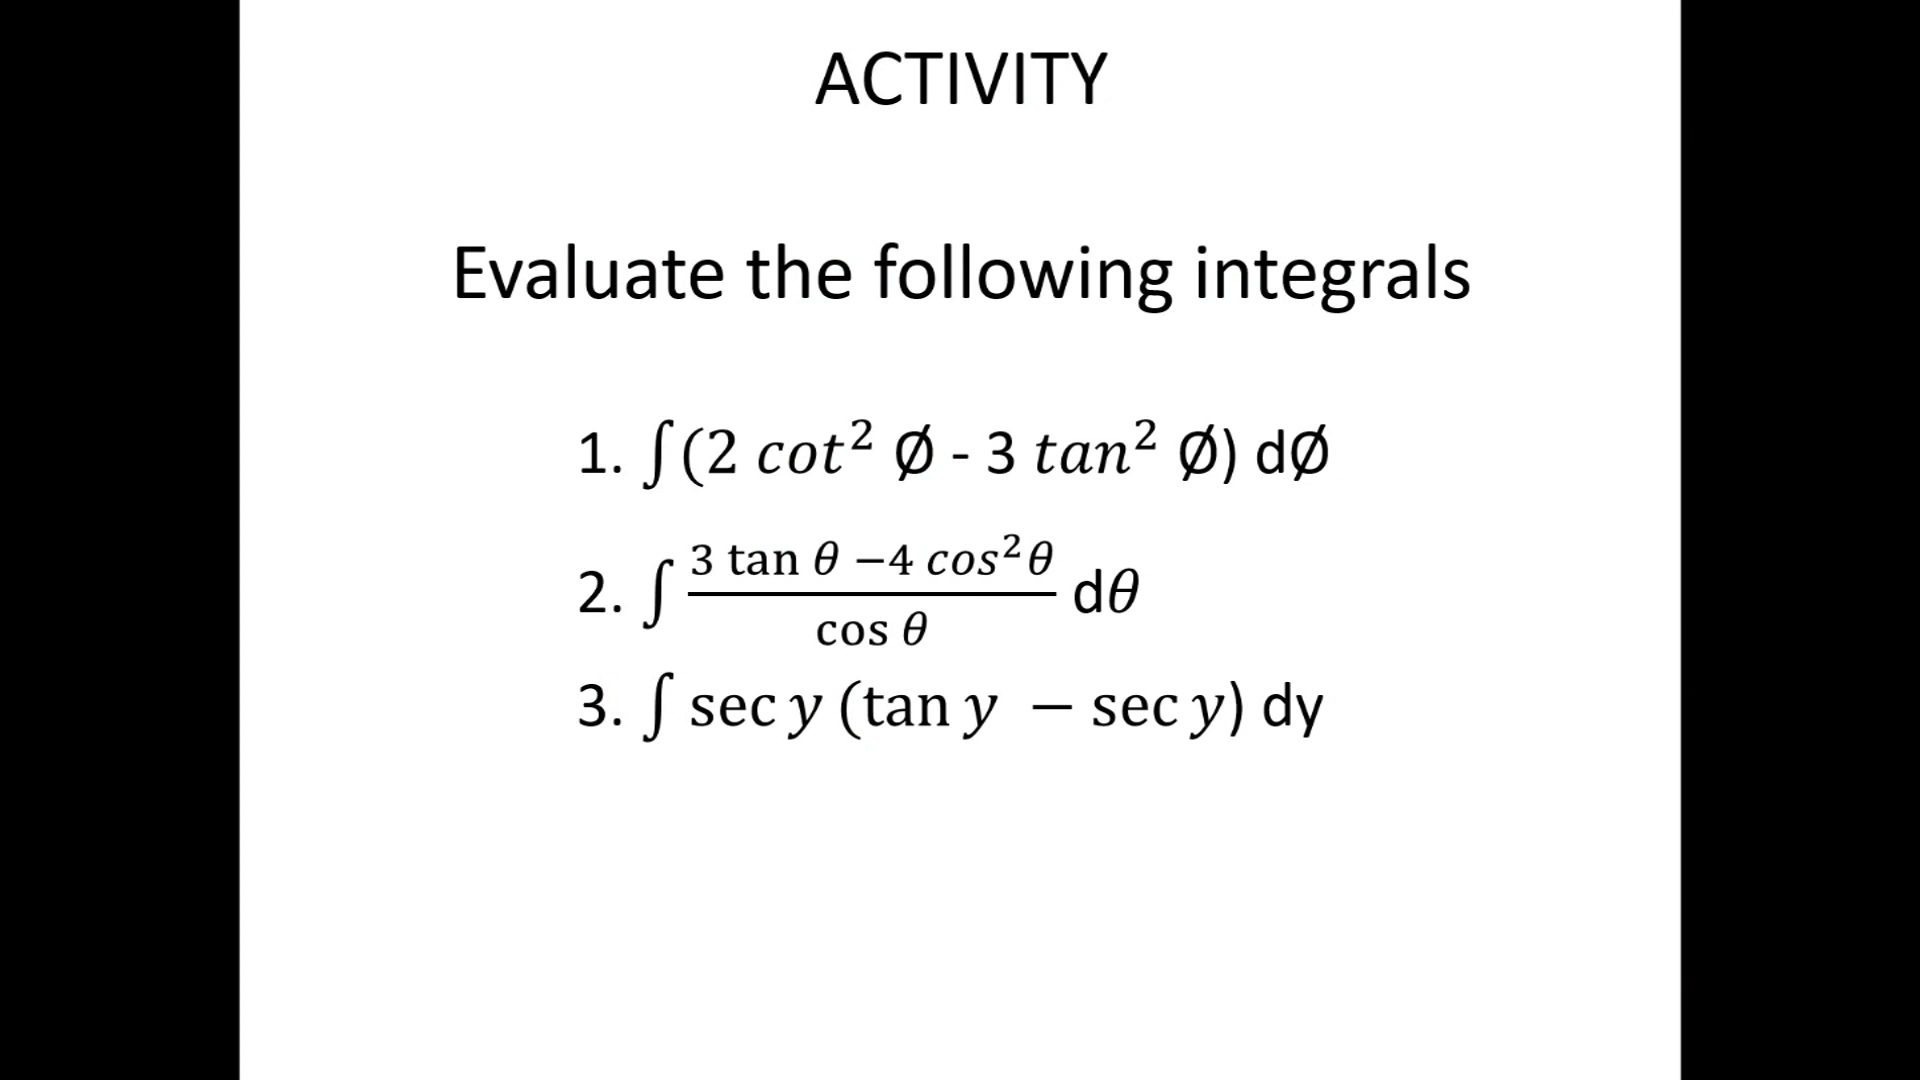 ACTIVITY
Evaluate the following integrals
1. ∫(2 cot² Ø - 3 tan² Ø) dØ
2. ∫ (3 tan θ − 4 cos²θ)/(cos θ) dθ
3. ∫ sec y (tan y − sec y) dy